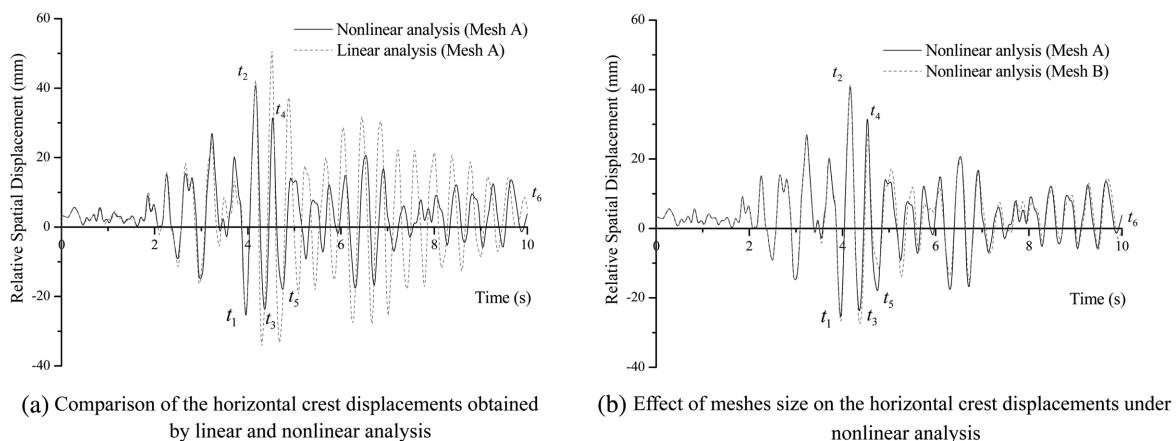 60
40
20
0
-20
-40
Relative Spatial Displacement (mm)
Nonlinear analysis (Mesh A)
Linear analysis (Mesh A)
t2
t4
t6
t5
t1
t3
0 2 4 6 8 10
Time (s)
(a) Comparison of the horizontal crest displacements obtained
by linear and nonlinear analysis
60
40
20
0
-20
-40
Relative Spatial Displacement (mm)
Nonlinear anlysis (Mesh A)
Nonlinear anlysis (Mesh B)
t2
t4
t6
t5
t1
t3
0 2 4 6 8 10
Time (s)
(b) Effect of meshes size on the horizontal crest displacements under
nonlinear analysis